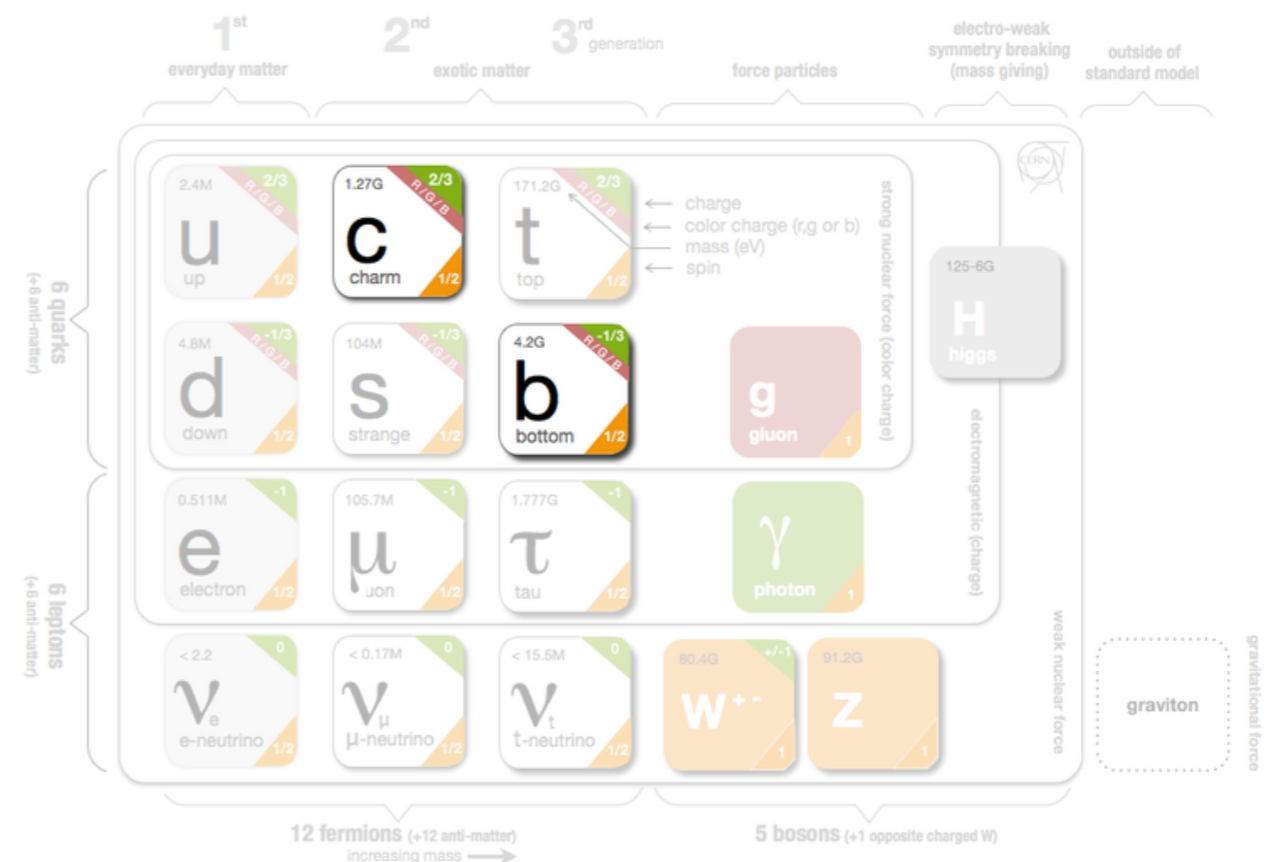 1st
2nd
3rd generation
everyday matter
exotic matter
force particles
electro-weak
symmetry breaking
(mass giving)
outside of
standard model
6 quarks
(+6 anti-matter)
6 leptons
(+6 anti-matter)
2.4M
2/3
R/G/B
u
up
1/2
1.27G
2/3
R/G/B
c
charm
1/2
171.2G
2/3
R/G/B
t
top
1/2
charge
color charge (r,g or b)
mass (eV)
spin
strong nuclear force (color charge)
CERN
125-6G
H
higgs
4.8M
-1/3
R/G/B
d
down
1/2
104M
-1/3
R/G/B
s
strange
1/2
4.2G
-1/3
R/G/B
b
bottom
1/2
g
gluon
1
electromagnetic (charge)
0.511M
-1
e
electron
1/2
105.7M
-1
μ
uon
1/2
1.777G
-1
τ
tau
1/2
γ
photon
1
weak nuclear force
< 2.2
0
νe
e-neutrino
1/2
< 0.17M
0
νμ
μ-neutrino
1/2
< 15.5M
0
νt
t-neutrino
1/2
80.4G
+/-1
W+-
1
91.2G
Z
1
graviton
gravitational force
12 fermions (+12 anti-matter)
increasing mass
5 bosons (+1 opposite charged W)